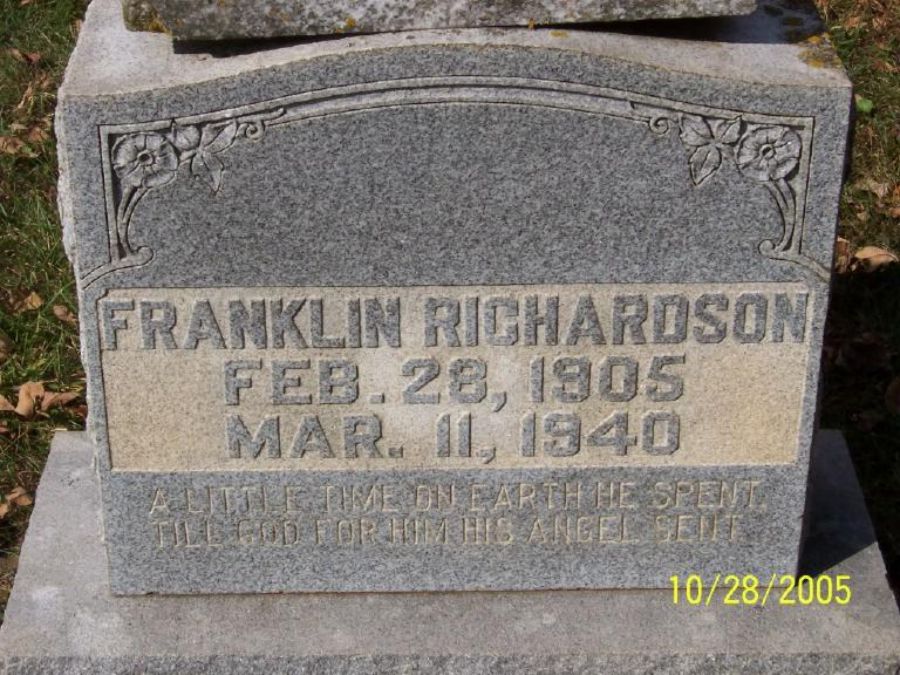 FRANKLIN RICHARDSON
FEB. 28, 1905
MAR. 11, 1940
A LITTLE TIME ON EARTH HE SPENT,
TILL GOD FOR HIM HIS ANGEL SENT.
10/28/2005